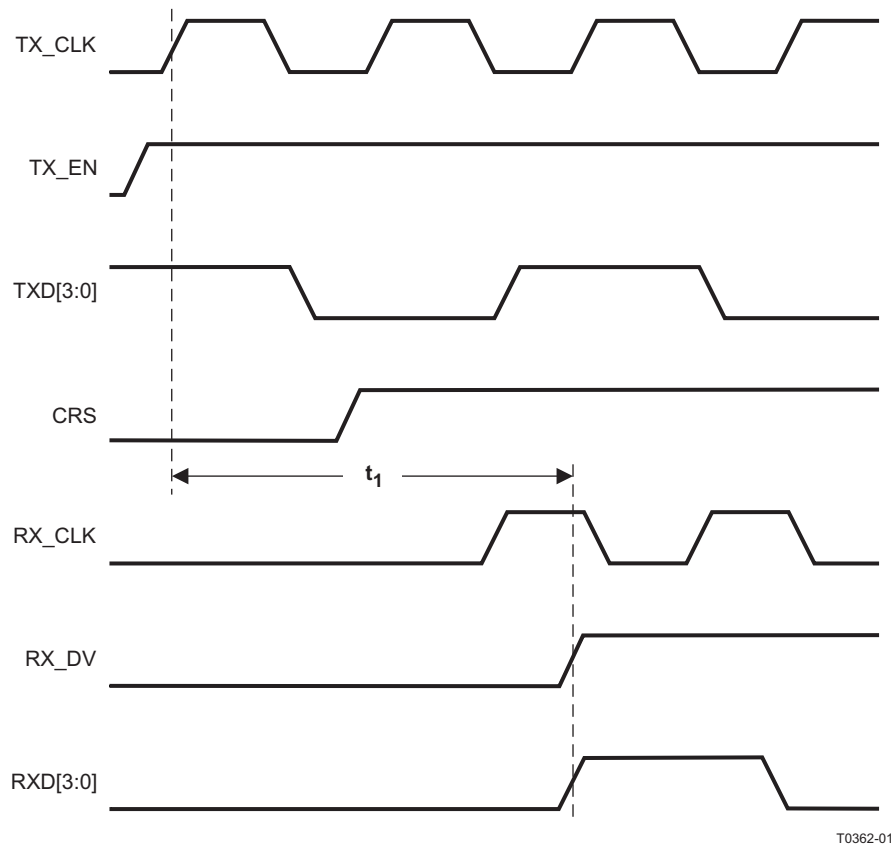 TX_CLK
TX_EN
TXD[3:0]
CRS
t1
RX_CLK
RX_DV
RXD[3:0]
T0362-01